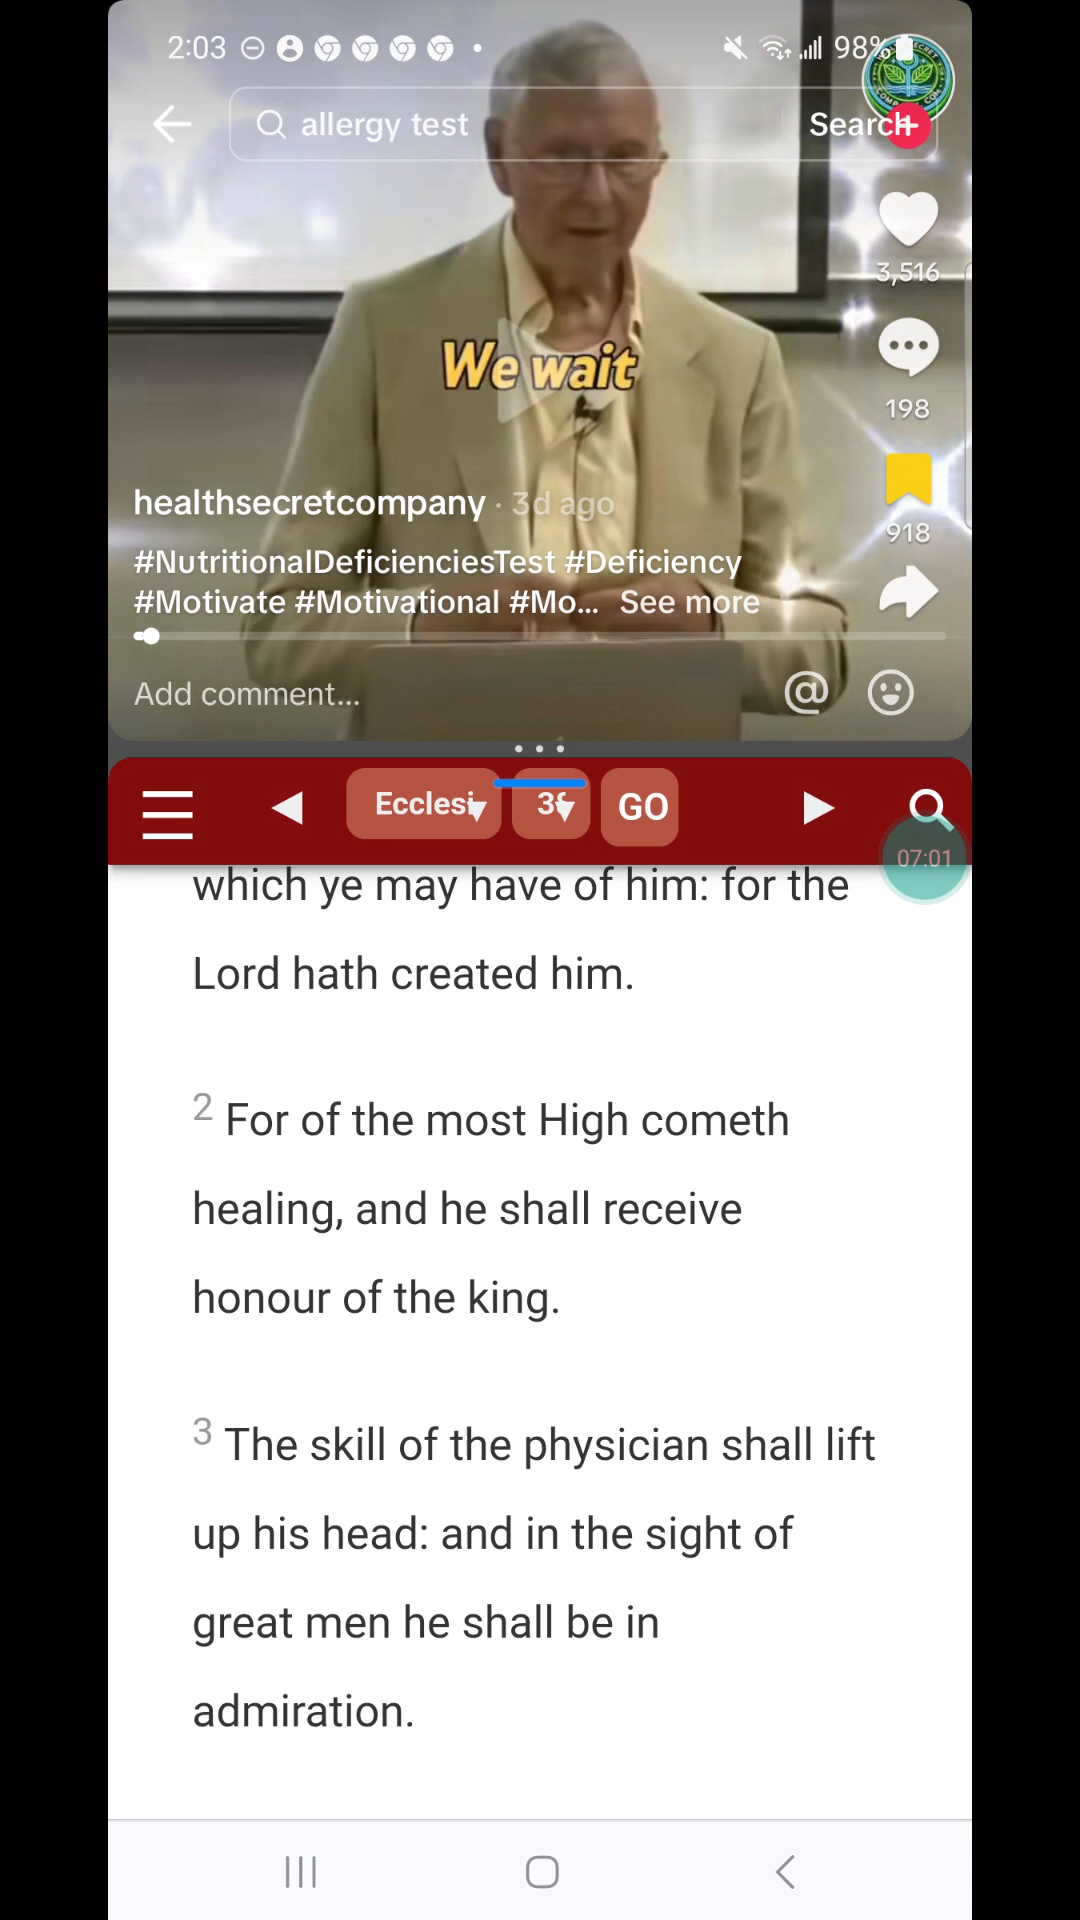 2:03
98%
allergy test
Search
3,516
We wait
198
healthsecretcompany · 3d ago
918
#NutritionalDeficienciesTest #Deficiency
#Motivate #Motivational #Mo... See more
Add comment...
Ecclesi
GO
07:01
which ye may have of him: for the
Lord hath created him.
2 For of the most High cometh
healing, and he shall receive
honour of the king.
3 The skill of the physician shall lift
up his head: and in the sight of
great men he shall be in
admiration.